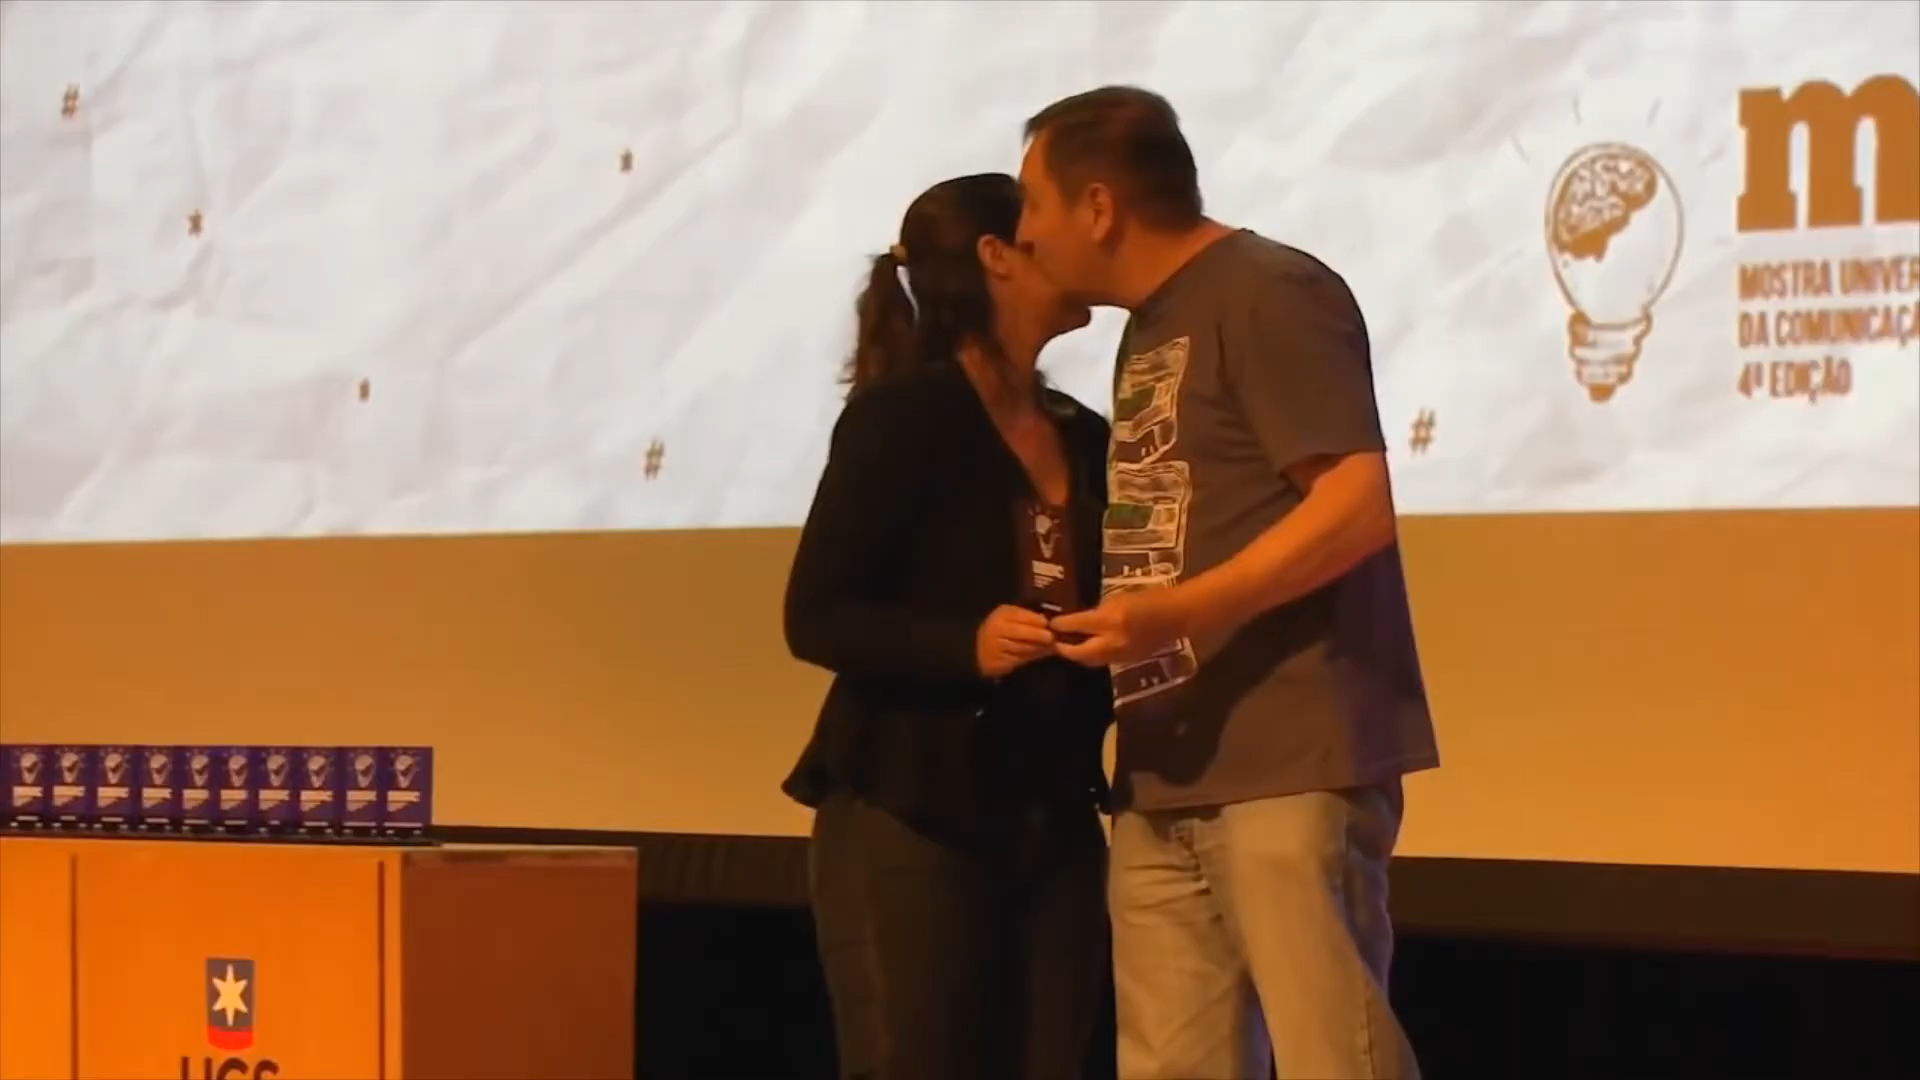 m
MOSTRA UNIVER
DA COMUNICAÇÃ
4ª EDIÇÃO
UCS